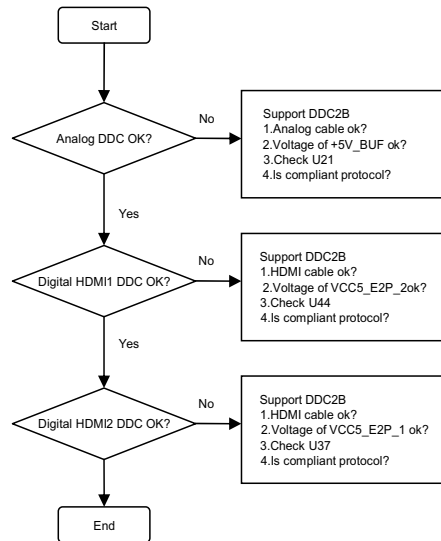 Start
Analog DDC OK?
No
Support DDC2B
1.Analog cable ok?
2.Voltage of +5V_BUF ok?
3.Check U21
4.Is compliant protocol?
Yes
Digital HDMI1 DDC OK?
No
Support DDC2B
1.HDMI cable ok?
2.Voltage of VCC5_E2P_2ok?
3.Check U44
4.Is compliant protocol?
Yes
Digital HDMI2 DDC OK?
No
Support DDC2B
1.HDMI cable ok?
2.Voltage of VCC5_E2P_1 ok?
3.Check U37
4.Is compliant protocol?
End